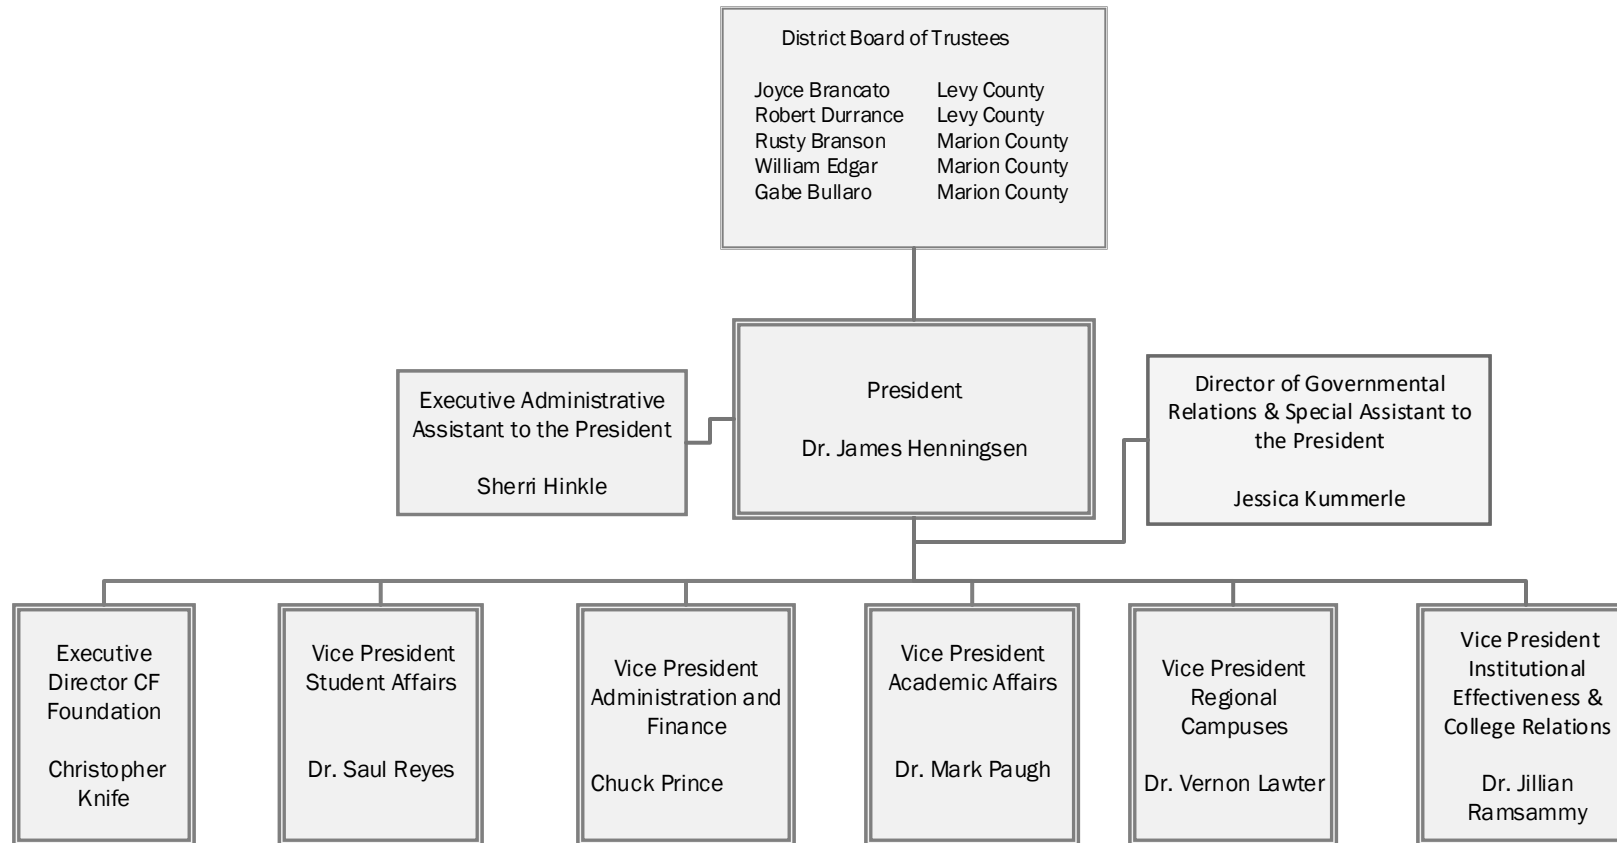 District Board of Trustees
Joyce Brancato Levy County
Robert Durrance Levy County
Rusty Branson Marion County
William Edgar Marion County
Gabe Bullaro Marion County
President
Dr. James Henningsen
Executive Administrative
Assistant to the President
Sherri Hinkle
Director of Governmental
Relations & Special Assistant to
the President
Jessica Kummerle
Executive
Director CF
Foundation
Christopher
Knife
Vice President
Student Affairs
Dr. Saul Reyes
Vice President
Administration and
Finance
Chuck Prince
Vice President
Academic Affairs
Dr. Mark Paugh
Vice President
Regional
Campuses
Dr. Vernon Lawter
Vice President
Institutional
Effectiveness &
College Relations
Dr. Jillian
Ramsammy